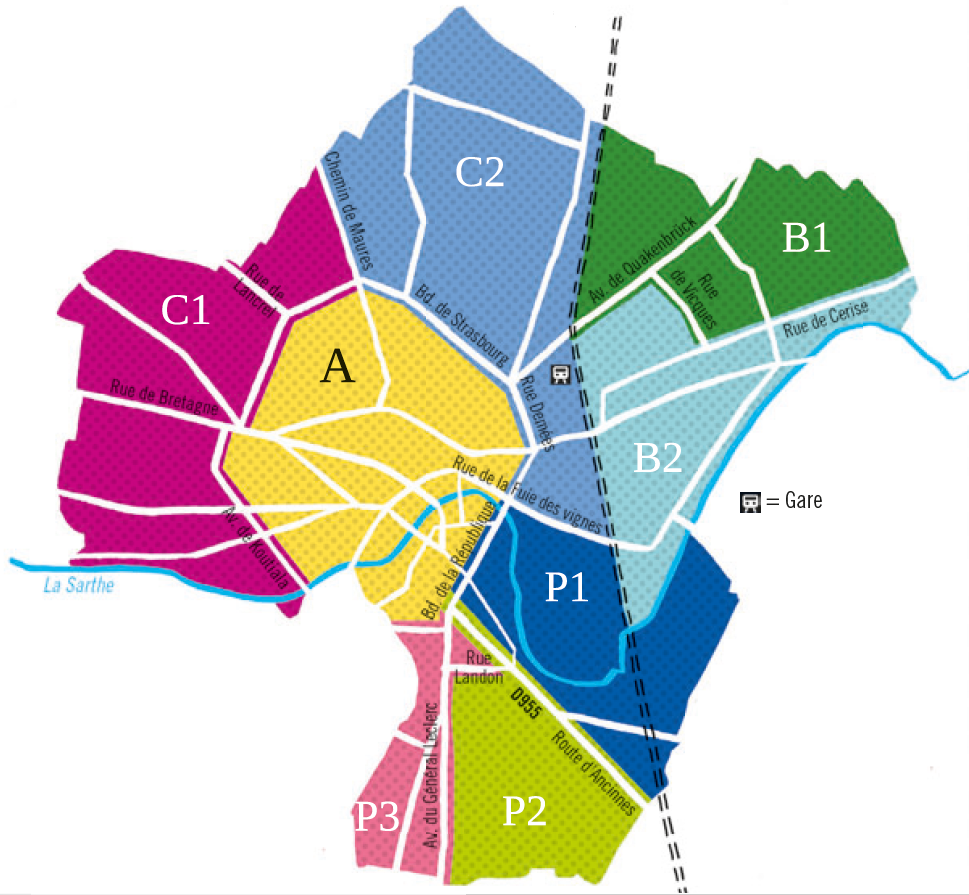 C2
Chemin de Maures
B1
Av. de Quakenbrück
Rue
de Vicques
Rue de
Lancrel
C1
Bd. de Strasbourg
Rue de Cerise
A
Rue de Bretagne
Rue Demées
B2
Rue de la Fuie des vignes
= Gare
Av. de Koutiala
Bd. de la République
La Sarthe
P1
Rue
Landon
D955
Route d'Ancinnes
Av. du Général Leclerc
P3
P2